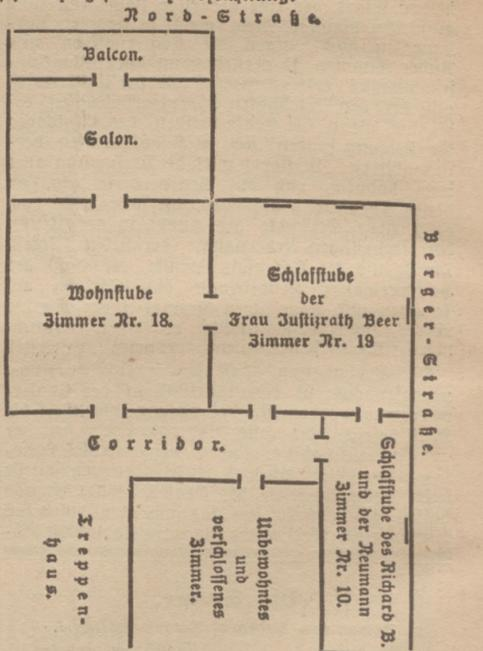 Nord-Straße.
Balcon.
Salon.
Wohnstube
Zimmer Nr. 18.
Schlafstube
der
Frau Justizrath Beer
Zimmer Nr. 19
Berger-Straße.
Corridor.
Treppen-
haus.
Unbewohntes
und
verschlossenes
Zimmer.
Schlafstube des Richard B.
und der Neumann
Zimmer Nr. 10.